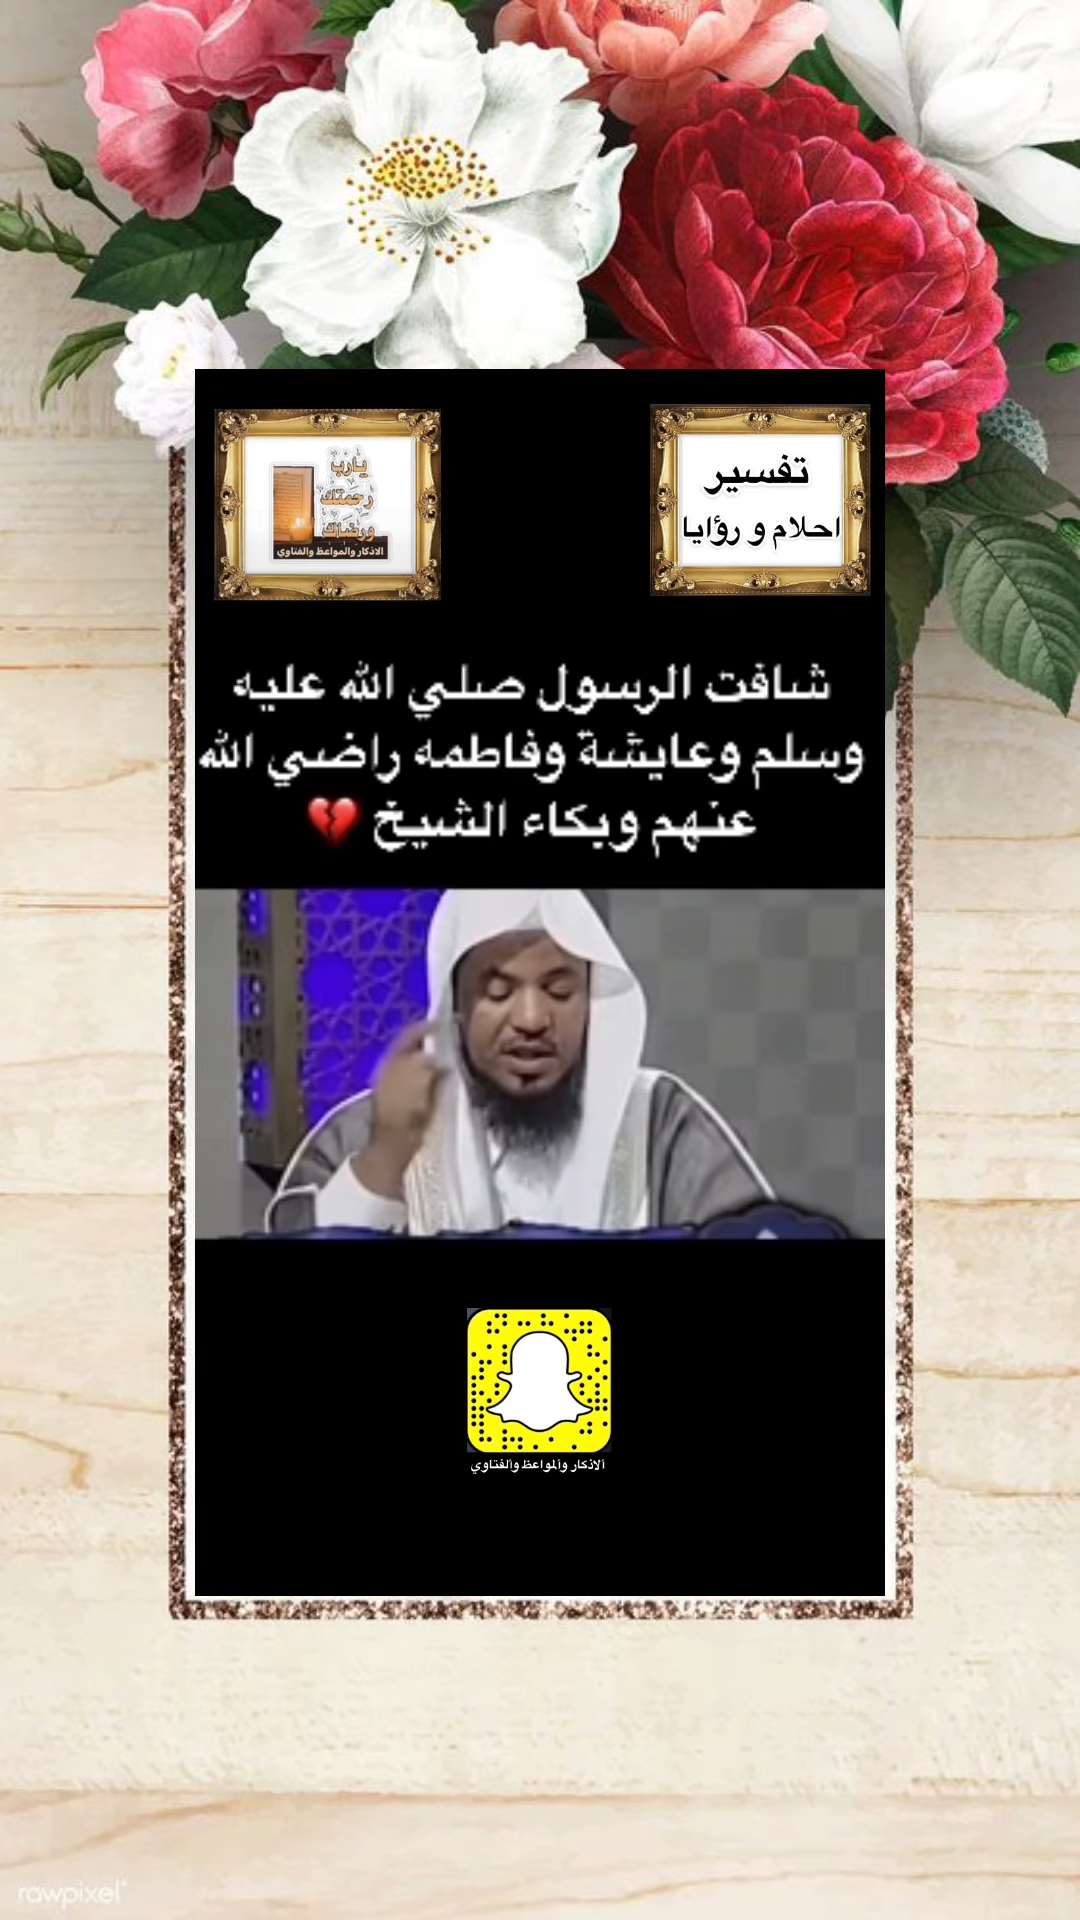 يارب
رحمتك
ورضاك
الاذكار والمواعظ والفتاوي
تفسير
احلام و رؤايا
شافت الرسول صلي الله عليه
وسلم وعايشة وفاطمه راضي الله
عنهم وبكاء الشيخ 💔
الاذكار والمواعظ والفتاوي
rawpixel